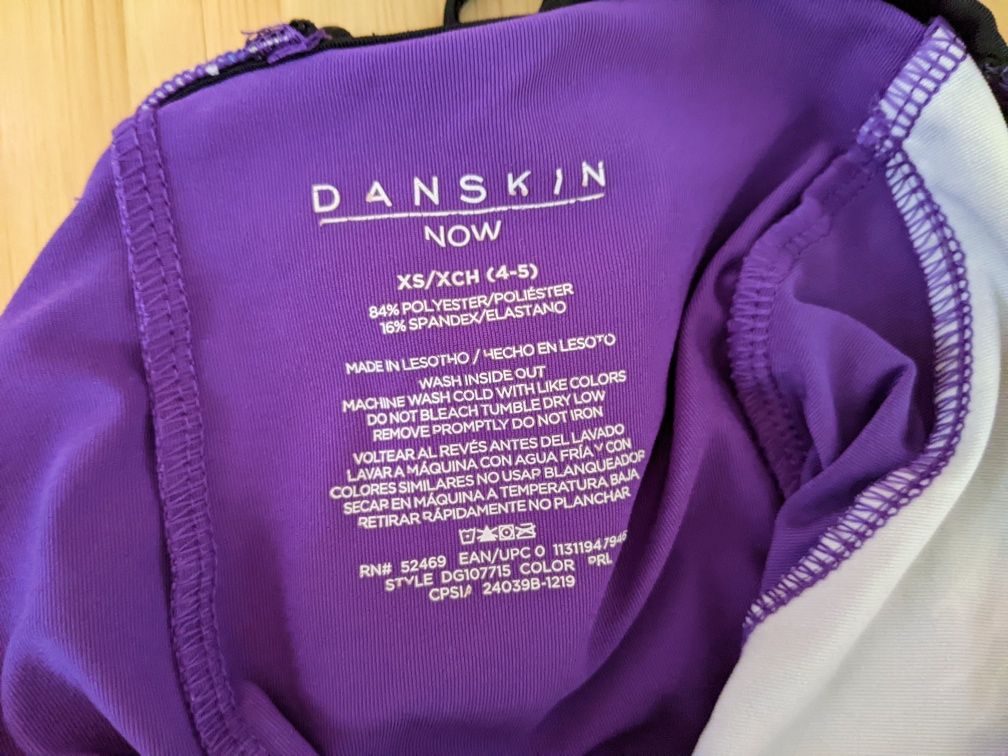 DANSKIN
NOW
XS/XCH (4-5)
84% POLYESTER/POLIÉSTER
16% SPANDEX/ELASTANO
MADE IN LESOTHO / HECHO EN LESOTO
WASH INSIDE OUT
MACHINE WASH COLD WITH LIKE COLORS
DO NOT BLEACH TUMBLE DRY LOW
REMOVE PROMPTLY DO NOT IRON
VOLTEAR AL REVÉS ANTES DEL LAVADO
LAVAR A MÁQUINA CON AGUA FRÍA Y CON
COLORES SIMILARES NO USAR BLANQUEADOR
SECAR EN MÁQUINA A TEMPERATURA BAJA
RETIRAR RÁPIDAMENTE NO PLANCHAR
RN# 52469 EAN/UPC 0
STYLE DG107715 COLOR PRL
CPSIA 24039B-1219